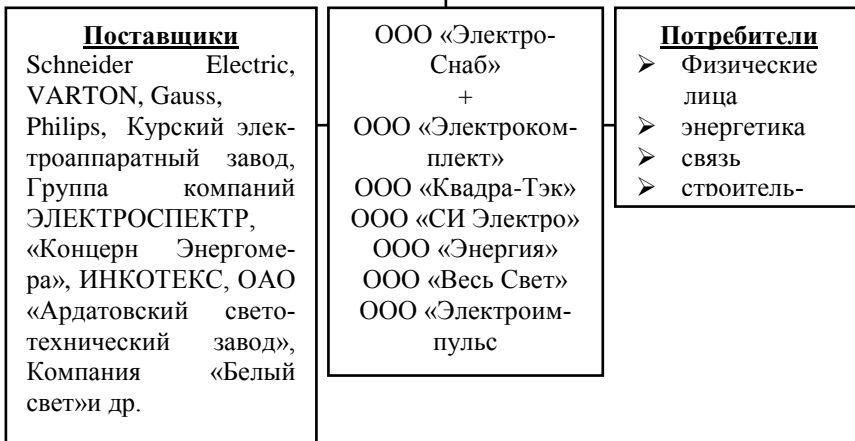 Поставщики
Schneider Electric,
VARTON, Gauss,
Philips, Курский элек-
троаппаратный завод,
Группа компаний
ЭЛЕКТРОСПЕКТР,
«Концерн Энергоме-
ра», ИНКОТЕКС, ОАО
«Ардатовский свето-
технический завод»,
Компания «Белый
свет»и др.
ООО «Электро-
Снаб»
+
ООО «Электроком-
плект»
ООО «Квадра-Тэк»
ООО «СИ Электро»
ООО «Энергия»
ООО «Весь Свет»
ООО «Электроим-
пульс
Потребители
➢ Физические
лица
➢ энергетика
➢ связь
➢ строитель-